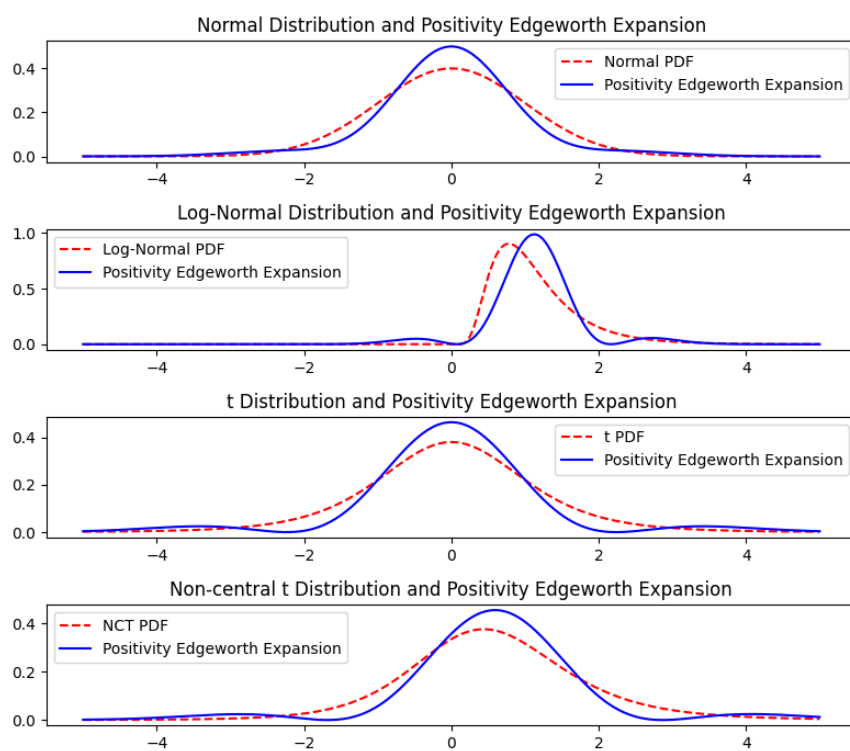 Normal Distribution and Positivity Edgeworth Expansion
0.4
0.2
0.0
Normal PDF
Positivity Edgeworth Expansion
−4 −2 0 2 4
Log-Normal Distribution and Positivity Edgeworth Expansion
1.0
0.5
0.0
Log-Normal PDF
Positivity Edgeworth Expansion
−4 −2 0 2 4
t Distribution and Positivity Edgeworth Expansion
0.4
0.2
0.0
t PDF
Positivity Edgeworth Expansion
−4 −2 0 2 4
Non-central t Distribution and Positivity Edgeworth Expansion
0.4
0.2
0.0
NCT PDF
Positivity Edgeworth Expansion
−4 −2 0 2 4